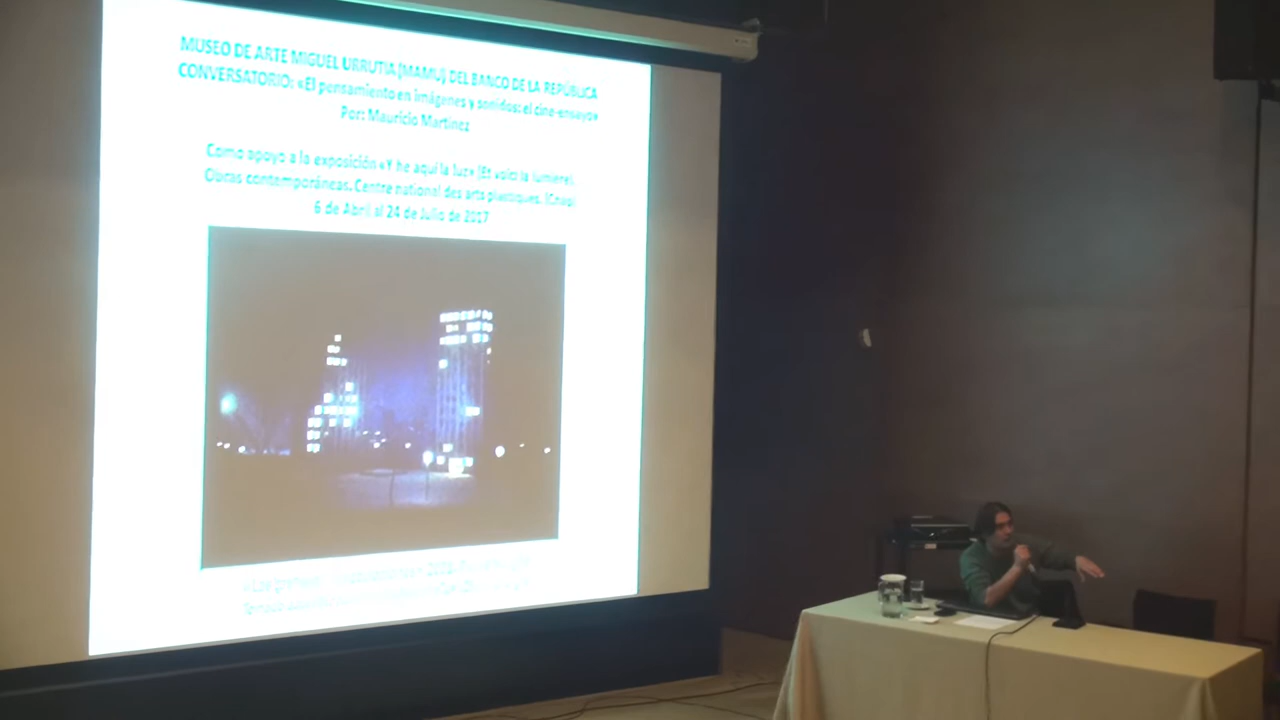 MUSEO DE ARTE MIGUEL URRUTIA (MAMU) DEL BANCO DE LA REPÚBLICA
CONVERSATORIO: «El pensamiento en imágenes y sonidos: el cine-ensayo»
Por: Mauricio Martínez
Como apoyo a la exposición «Y he aquí la luz» (Et voici la lumiere).
Obras contemporáneas. Centre national des arts plastiques. (Cnap)
6 de Abril al 24 de Julio de 2017